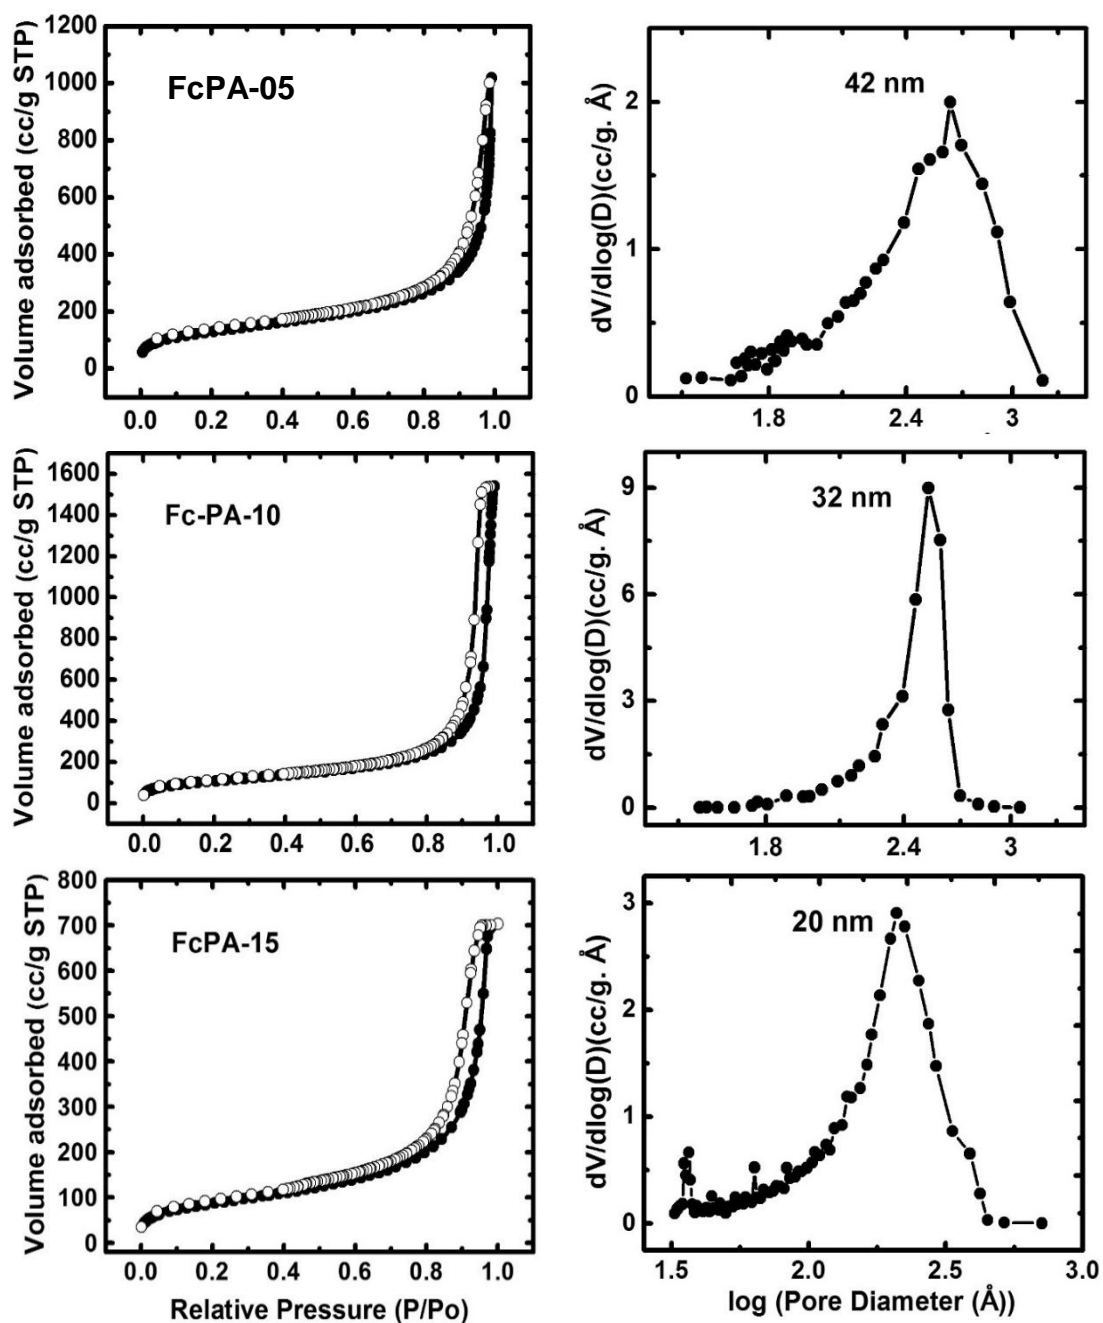 1200
1000
800
600
400
200
0
Volume adsorbed (cc/g STP)
FcPA-05
0.0 0.2 0.4 0.6 0.8 1.0
2
1
0
dV/dlog(D)(cc/g. Å)
42 nm
1.8 2.4 3
1600
1400
1200
1000
800
600
400
200
0
Volume adsorbed (cc/g STP)
Fc-PA-10
0.0 0.2 0.4 0.6 0.8 1.0
9
6
3
0
dV/dlog(D)(cc/g. Å)
32 nm
1.8 2.4 3
800
700
600
500
400
300
200
100
0
Volume adsorbed (cc/g STP)
FcPA-15
0.0 0.2 0.4 0.6 0.8 1.0
Relative Pressure (P/Po)
3
2
1
0
dV/dlog(D)(cc/g. Å)
20 nm
1.5 2.0 2.5 3.0
log (Pore Diameter (Å))